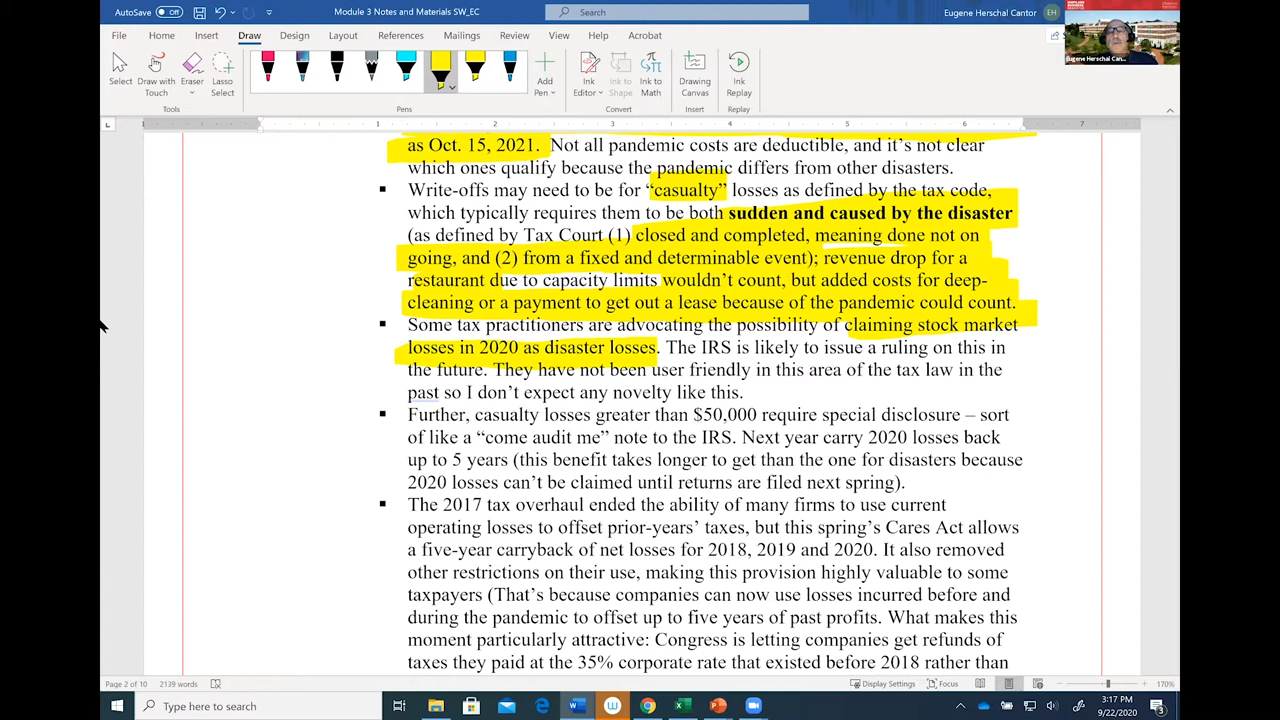 AutoSave Off
Module 3 Notes and Materials SW_EC
Search
Eugene Herschal Cantor EH
File Home Insert Draw Design Layout References Mailings Review View Help Acrobat
Select
Draw with Touch
Eraser
Lasso Select
Add Pen
Ink Editor
Ink to Shape
Ink to Math
Drawing Canvas
Ink Replay
Tools
Pens
Convert
Insert
Replay
Eugene Herschal Can...
1 2 3 4 5 6 7
as Oct. 15, 2021. Not all pandemic costs are deductible, and it’s not clear
which ones qualify because the pandemic differs from other disasters.
▪ Write-offs may need to be for “casualty” losses as defined by the tax code,
which typically requires them to be both sudden and caused by the disaster
(as defined by Tax Court (1) closed and completed, meaning done not on
going, and (2) from a fixed and determinable event); revenue drop for a
restaurant due to capacity limits wouldn’t count, but added costs for deep-
cleaning or a payment to get out a lease because of the pandemic could count.
▪ Some tax practitioners are advocating the possibility of claiming stock market
losses in 2020 as disaster losses. The IRS is likely to issue a ruling on this in
the future. They have not been user friendly in this area of the tax law in the
past so I don’t expect any novelty like this.
▪ Further, casualty losses greater than $50,000 require special disclosure – sort
of like a “come audit me” note to the IRS. Next year carry 2020 losses back
up to 5 years (this benefit takes longer to get than the one for disasters because
2020 losses can’t be claimed until returns are filed next spring).
▪ The 2017 tax overhaul ended the ability of many firms to use current
operating losses to offset prior-years’ taxes, but this spring’s Cares Act allows
a five-year carryback of net losses for 2018, 2019 and 2020. It also removed
other restrictions on their use, making this provision highly valuable to some
taxpayers (That’s because companies can now use losses incurred before and
during the pandemic to offset up to five years of past profits. What makes this
moment particularly attractive: Congress is letting companies get refunds of
taxes they paid at the 35% corporate rate that existed before 2018 rather than
Page 2 of 10 2139 words
Display Settings Focus 170%
Type here to search
3:17 PM
9/22/2020
3